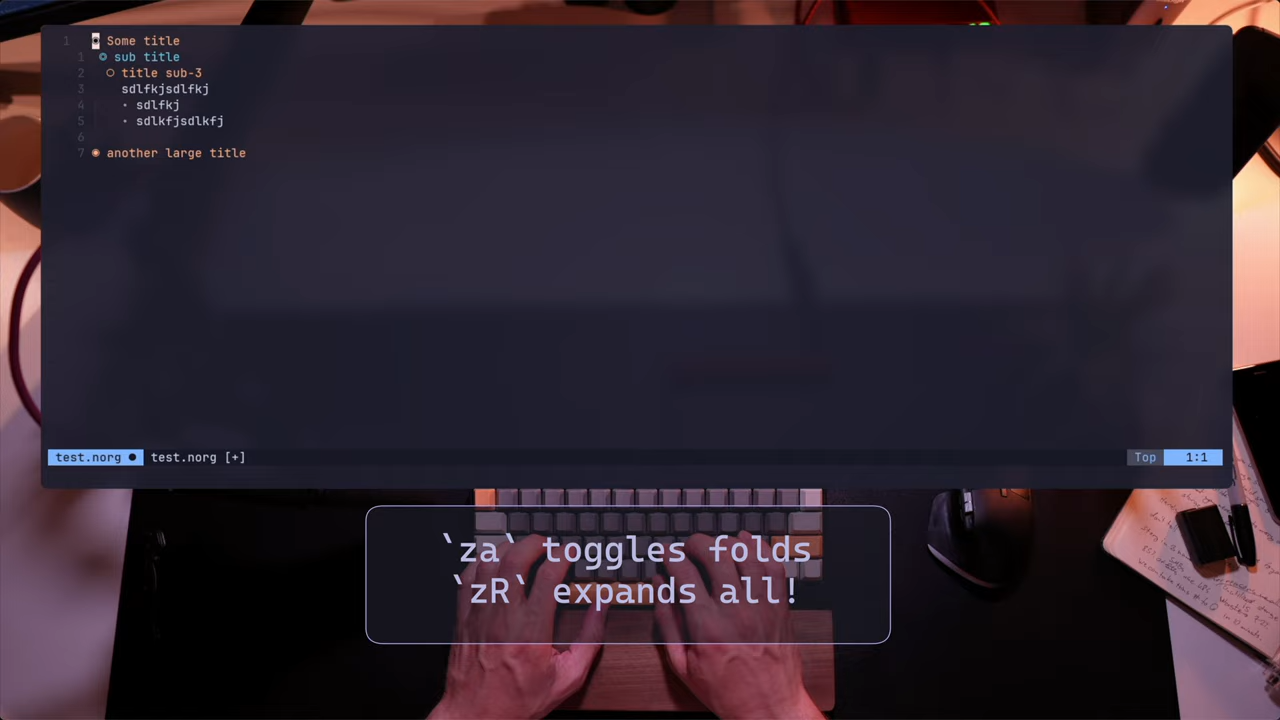 1 Some title
1 sub title
2 title sub-3
3 sdlfkjsdlfkj
4 • sdlfkj
5 • sdlkfjsdlkfj
6
7 another large title
test.norg ● test.norg [+] Top 1:1
`za` toggles folds
`zR` expands all!